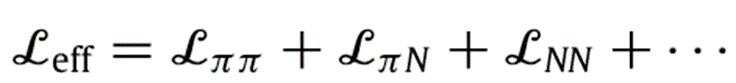 ℒ_eff = ℒ_ππ + ℒ_πN + ℒ_NN + ⋯